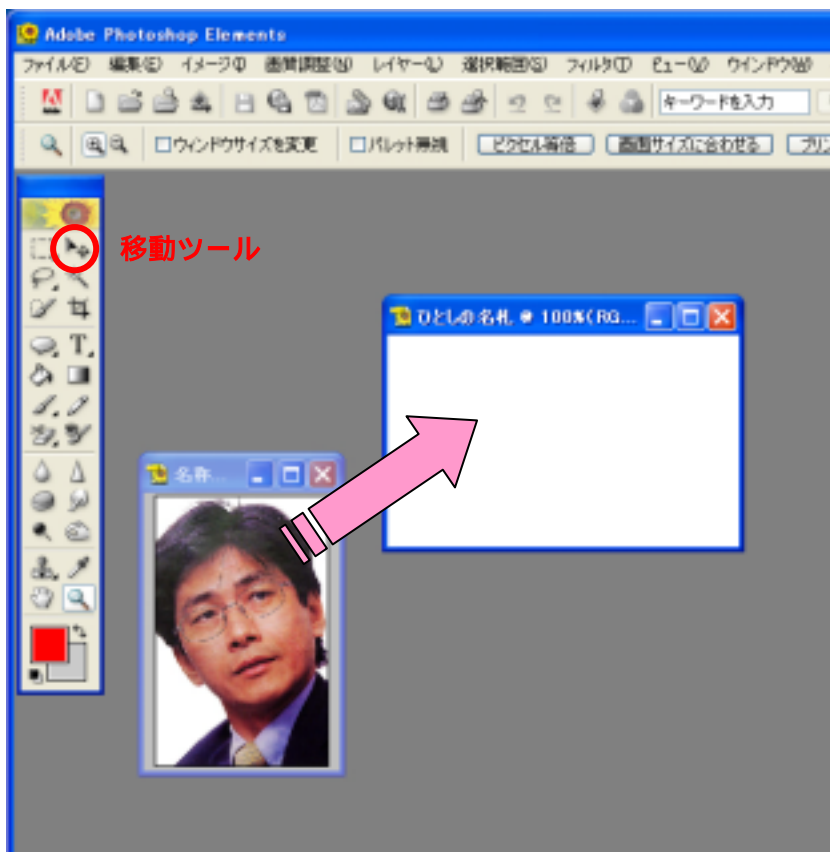 Adobe Photoshop Elements
ファイル(F) 編集(E) イメージ(I) 画質調整(N) レイヤー(L) 選択範囲(S) フィルタ(T) ビュー(V) ウインドウ(W)
キーワードを入力
ウィンドウサイズを変更 パレット無視 ピクセル等倍 画面サイズに合わせる プリン
移動ツール
ひとしの名札 @ 100%(RG...
T